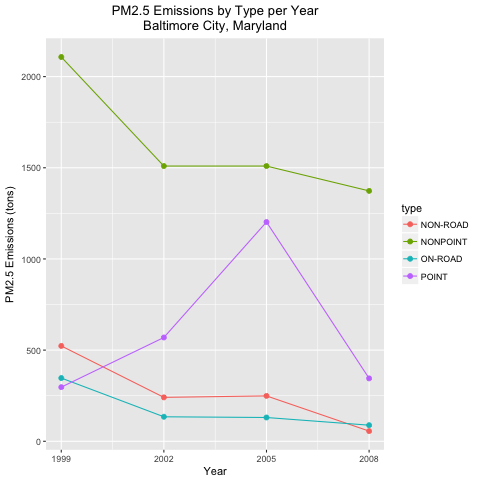 PM2.5 Emissions by Type per Year
Baltimore City, Maryland
PM2.5 Emissions (tons)
2000
1500
1000
500
0
1999
2002
2005
2008
Year
type
NON-ROAD
NONPOINT
ON-ROAD
POINT